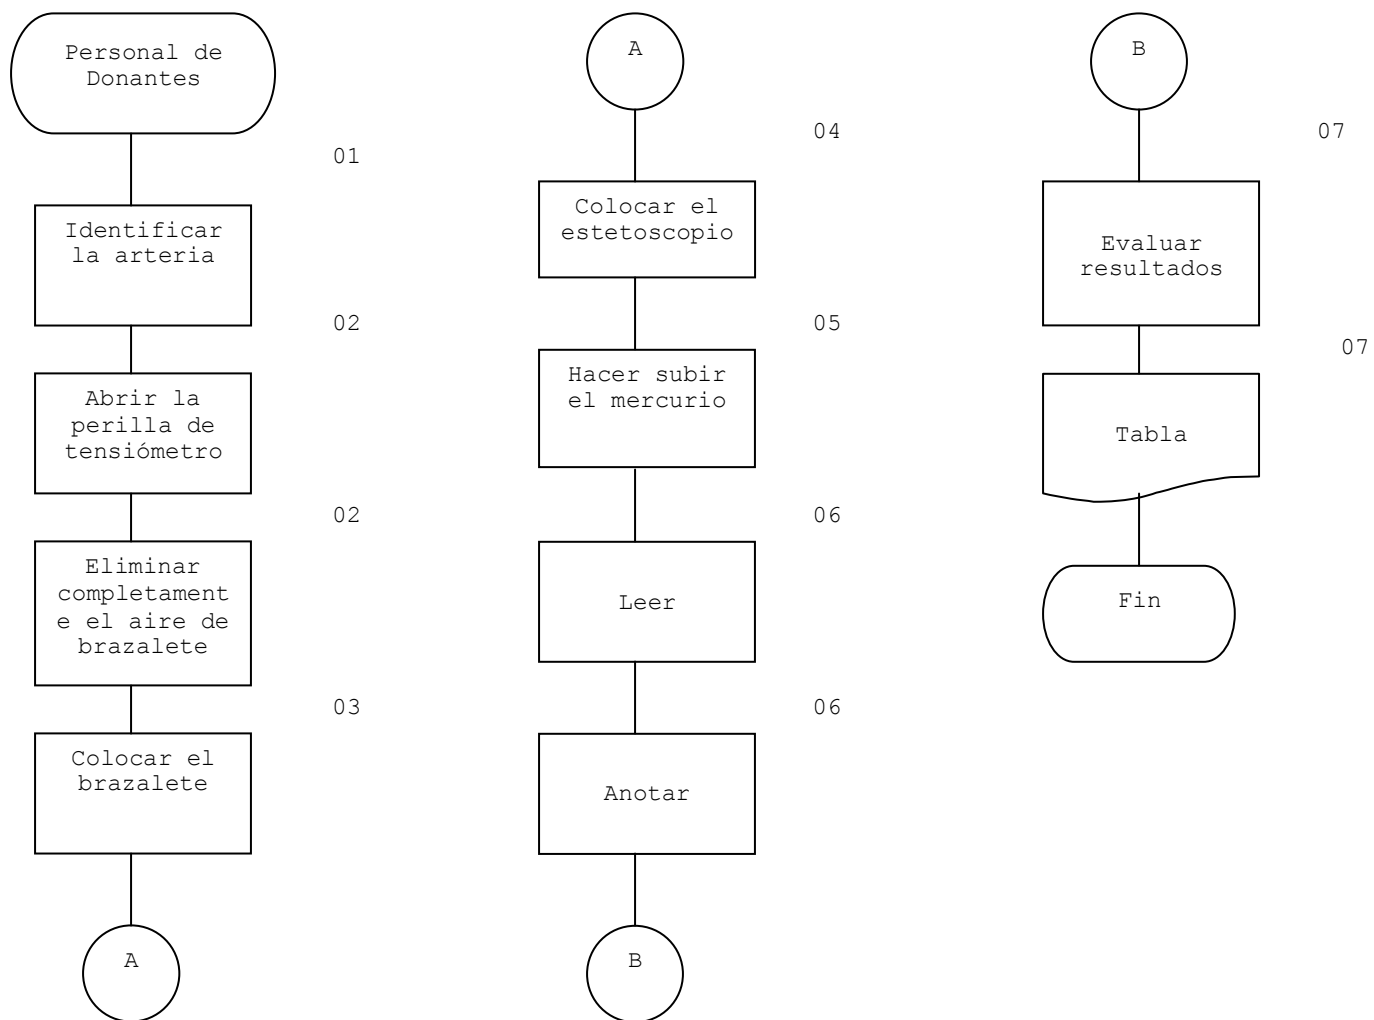 Personal de
Donantes
01
Identificar
la arteria
02
Abrir la
perilla de
tensiómetro
02
Eliminar
completament
e el aire de
brazalete
03
Colocar el
brazalete
A
A
04
Colocar el
estetoscopio
05
Hacer subir
el mercurio
06
Leer
06
Anotar
B
B
07
Evaluar
resultados
07
Tabla
Fin